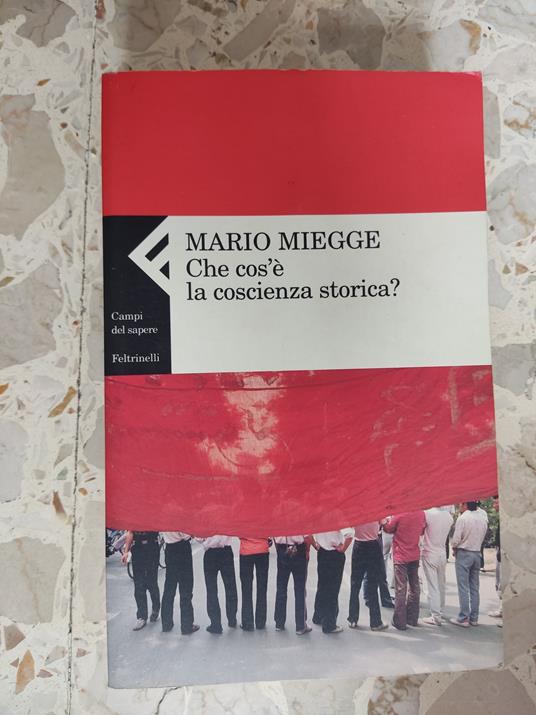 MARIO MIEGGE
Che cos'è
la coscienza storica?
Campi
del sapere
Feltrinelli